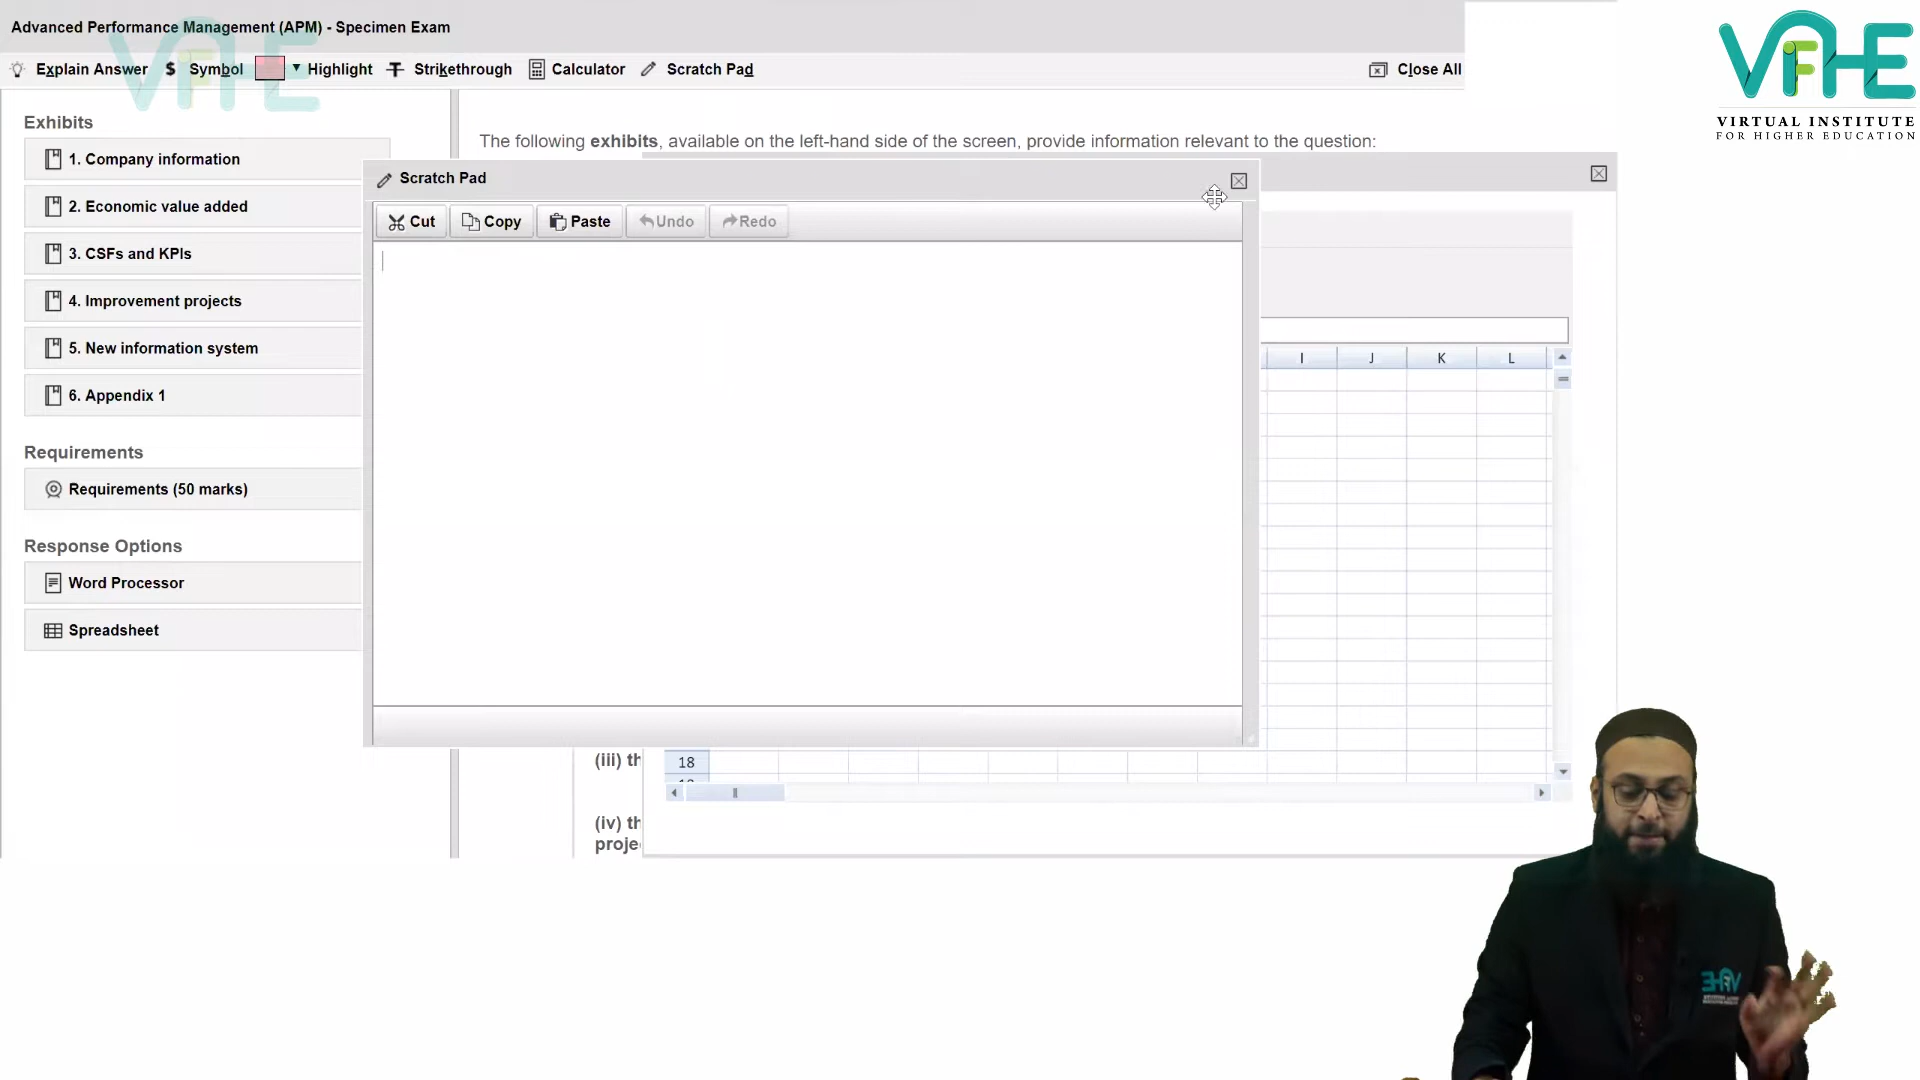 Advanced Performance Management (APM) - Specimen Exam
Explain Answer $ Symbol Highlight Strikethrough Calculator Scratch Pad Close All
VIFHE
VIRTUAL INSTITUTE
FOR HIGHER EDUCATION
Exhibits
1. Company information
2. Economic value added
3. CSFs and KPIs
4. Improvement projects
5. New information system
6. Appendix 1
Requirements
Requirements (50 marks)
Response Options
Word Processor
Spreadsheet
The following exhibits, available on the left-hand side of the screen, provide information relevant to the question:
Scratch Pad
Cut Copy Paste Undo Redo
I J K L
(iii) th
18
(iv) th
proje